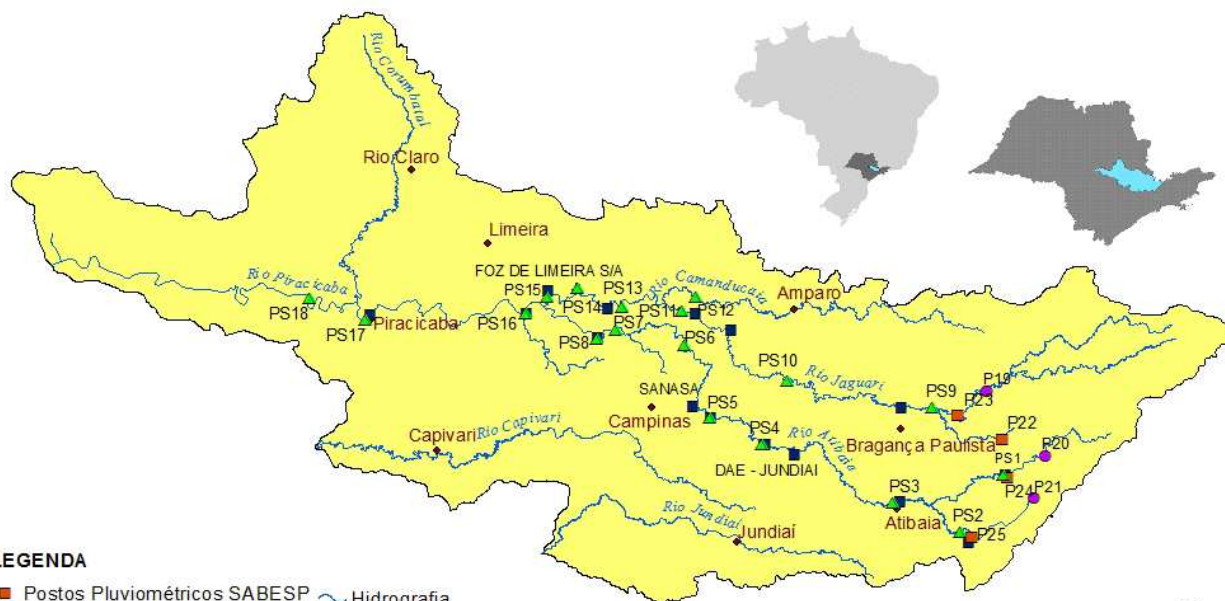 Rio Corumbataí
Rio Claro
Limeira
FOZ DE LIMEIRA S/A
Rio Piracicaba
Rio Camanducaia
Amparo
PS15
PS13
PS14
PS11
PS12
PS18
PS17
Piracicaba
PS16
PS7
PS8
PS6
PS10
Rio Jaguari
P19
PS9
P23
SANASA
PS5
Campinas
P22
Bragança Paulista
P20
Capivari
Rio Capivari
PS4
Rio Atibaia
DAE - JUNDIAI
PS1
P24
P21
PS3
Atibaia
Rio Jundiaí
Jundiaí
PS2
P25
LEGENDA
Postos Pluviométricos SABESP
Hidrografia